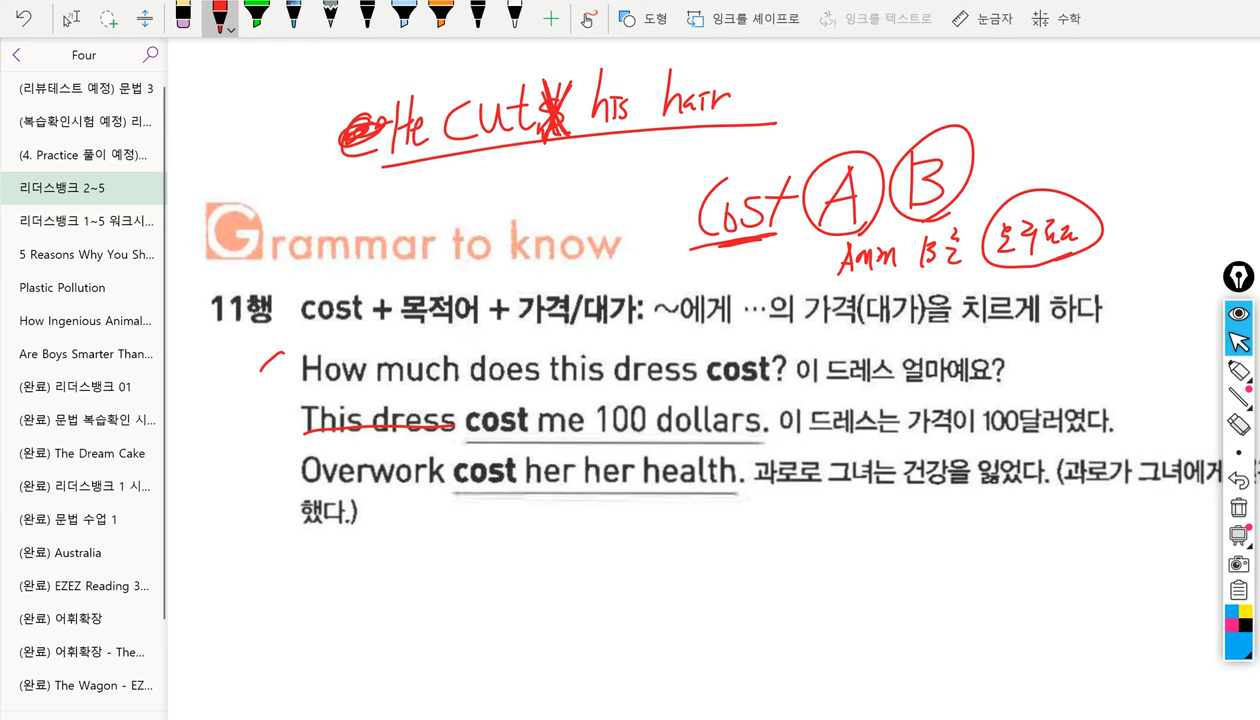 도형
잉크를 셰이프로
잉크를 텍스트로
눈금자
수학
Four
(리뷰테스트 예정) 문법 3
(복습확인시험 예정) 리...
(4. Practice 풀이 예정)...
리더스뱅크 2~5
리더스뱅크 1~5 워크시...
5 Reasons Why You Sh...
Plastic Pollution
How Ingenious Animal...
Are Boys Smarter Than...
(완료) 리더스뱅크 01
(완료) 문법 복습확인 시...
(완료) The Dream Cake
(완료) 리더스뱅크 1 시...
(완료) 문법 수업 1
(완료) Australia
(완료) EZEZ Reading 3...
(완료) 어휘확장
(완료) 어휘확장 - The...
(완료) The Wagon - EZ...
He cut his hair
Cost A B
B를
Grammar to know
11행 cost + 목적어 + 가격/대가: ～에게 …의 가격(대가)을 치르게 하다
How much does this dress cost? 이 드레스 얼마예요?
This dress cost me 100 dollars. 이 드레스는 가격이 100달러였다.
Overwork cost her her health. 과로로 그녀는 건강을 잃었다. (과로가 그녀에게
했다.)